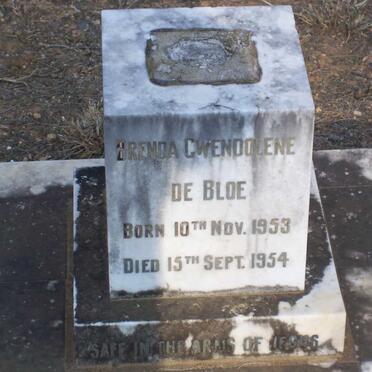 BRENDA GWENDOLENE
DE BLOE
BORN 10TH NOV. 1953
DIED 15TH SEPT. 1954
SAFE IN THE ARMS OF JESUS